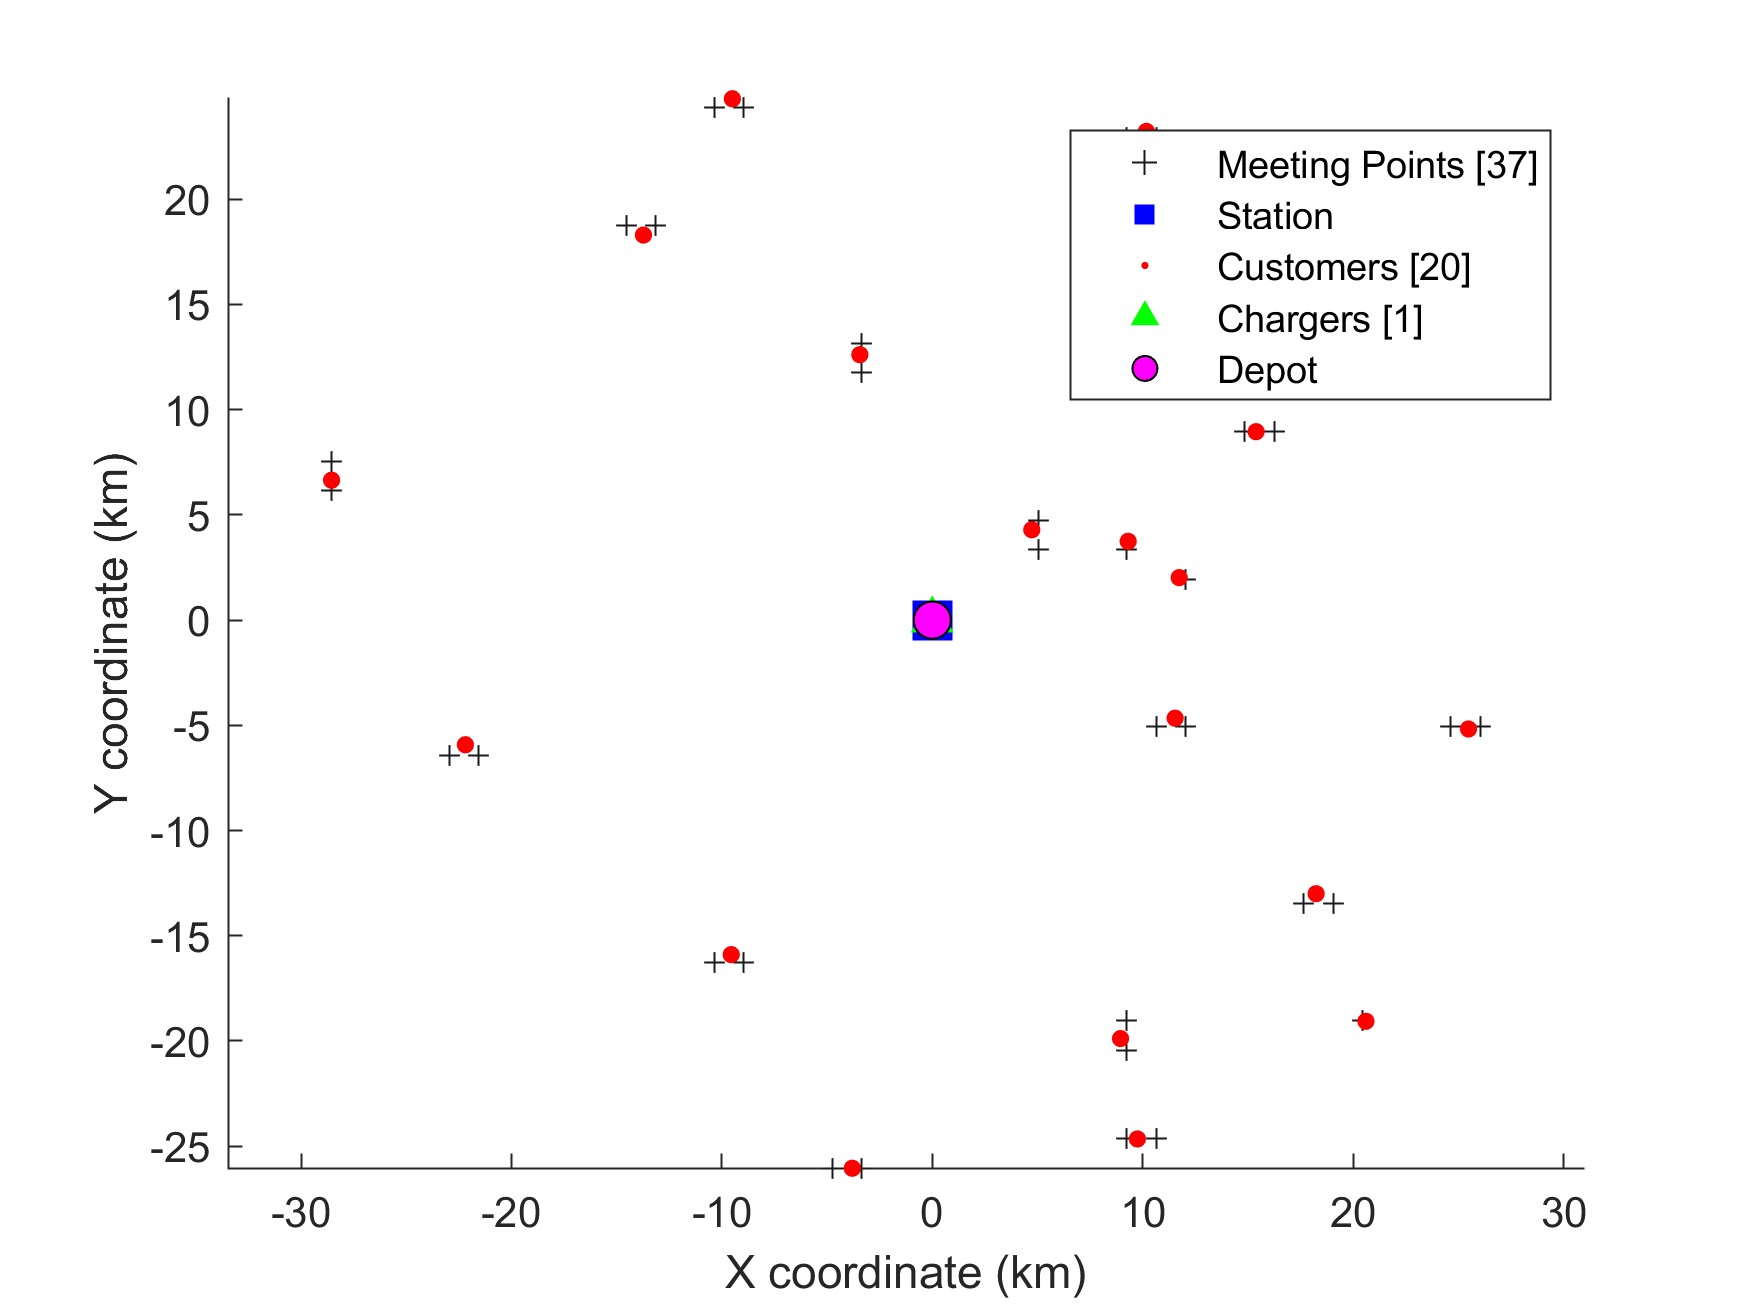 Meeting Points [37]
Station
Customers [20]
Chargers [1]
Depot
20
15
10
5
0
-5
-10
-15
-20
-25
Y coordinate (km)
-30 -20 -10 0 10 20 30
X coordinate (km)